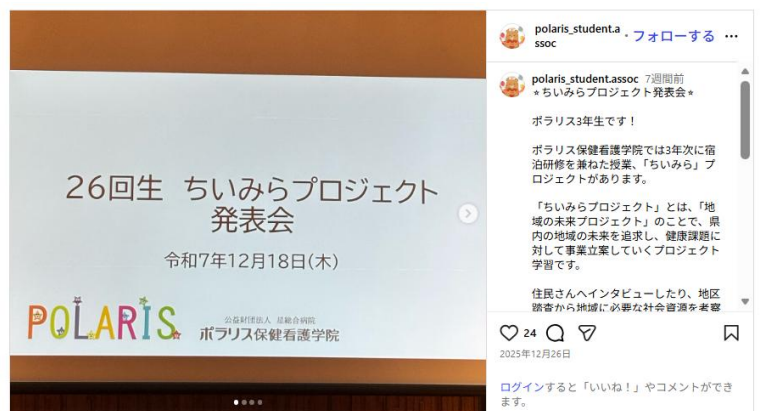 26回生 ちいみらプロジェクト
発表会
令和7年12月18日(木)
POLARIS
公益財団法人 星総合病院
ポラリス保健看護学院
polaris_student.a
ssoc
・フォローする
polaris_student.assoc 7週間前
⭐︎ちいみらプロジェクト発表会⭐︎
ポラリス3年生です！
ポラリス保健看護学院では3年次に宿
泊研修を兼ねた授業、「ちいみら」プ
ロジェクトがあります。
「ちいみらプロジェクト」とは、「地
域の未来プロジェクト」のことで、県
内の地域の未来を追求し、健康課題に
対して事業立案していくプロジェクト
学習です。
住民さんへインタビューしたり、地区
踏査から地域に必要な社会資源を考察
24
2025年12月26日
ログインすると「いいね！」やコメントができ
ます。